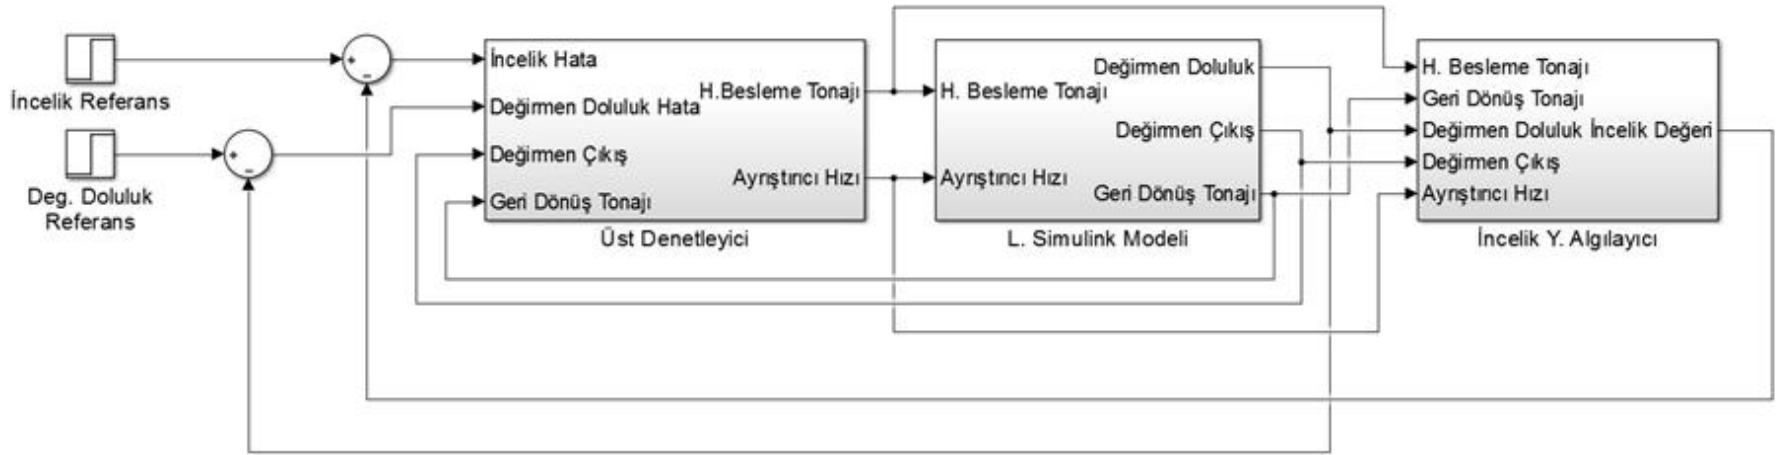 İncelik Referans
Deg. Doluluk
Referans
İncelik Hata
Değirmen Doluluk Hata
Değirmen Çıkış
Geri Dönüş Tonajı
H.Besleme Tonajı
Ayrıştırıcı Hızı
Üst Denetleyici
H. Besleme Tonajı
Ayrıştırıcı Hızı
Değirmen Doluluk
Değirmen Çıkış
Geri Dönüş Tonajı
L. Simulink Modeli
H. Besleme Tonajı
Geri Dönüş Tonajı
Değirmen Doluluk İncelik Değeri
Değirmen Çıkış
Ayrıştırıcı Hızı
İncelik Y. Algılayıcı